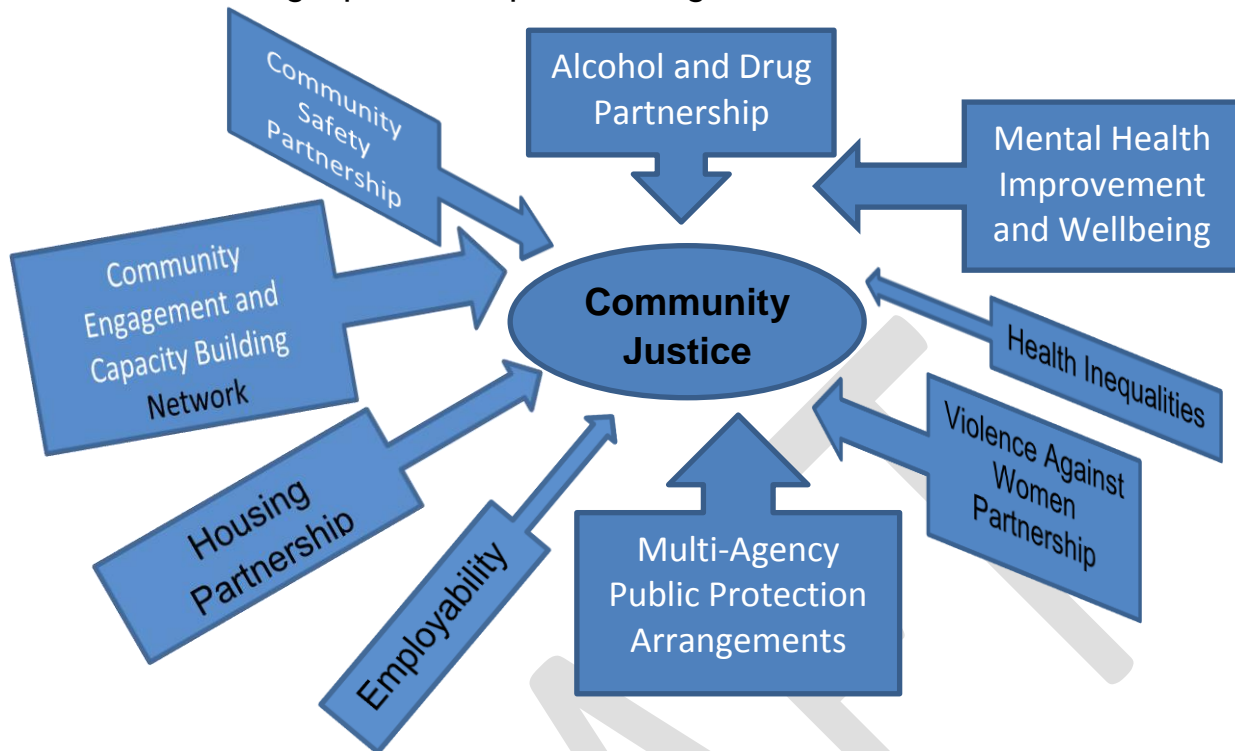 Community
Safety
Partnership
Alcohol and Drug
Partnership
Mental Health
Improvement
and Wellbeing
Community
Engagement and
Capacity Building
Network
Community
Justice
Health Inequalities
Violence Against
Women
Partnership
Housing
Partnership
Employability
Multi-Agency
Public Protection
Arrangements